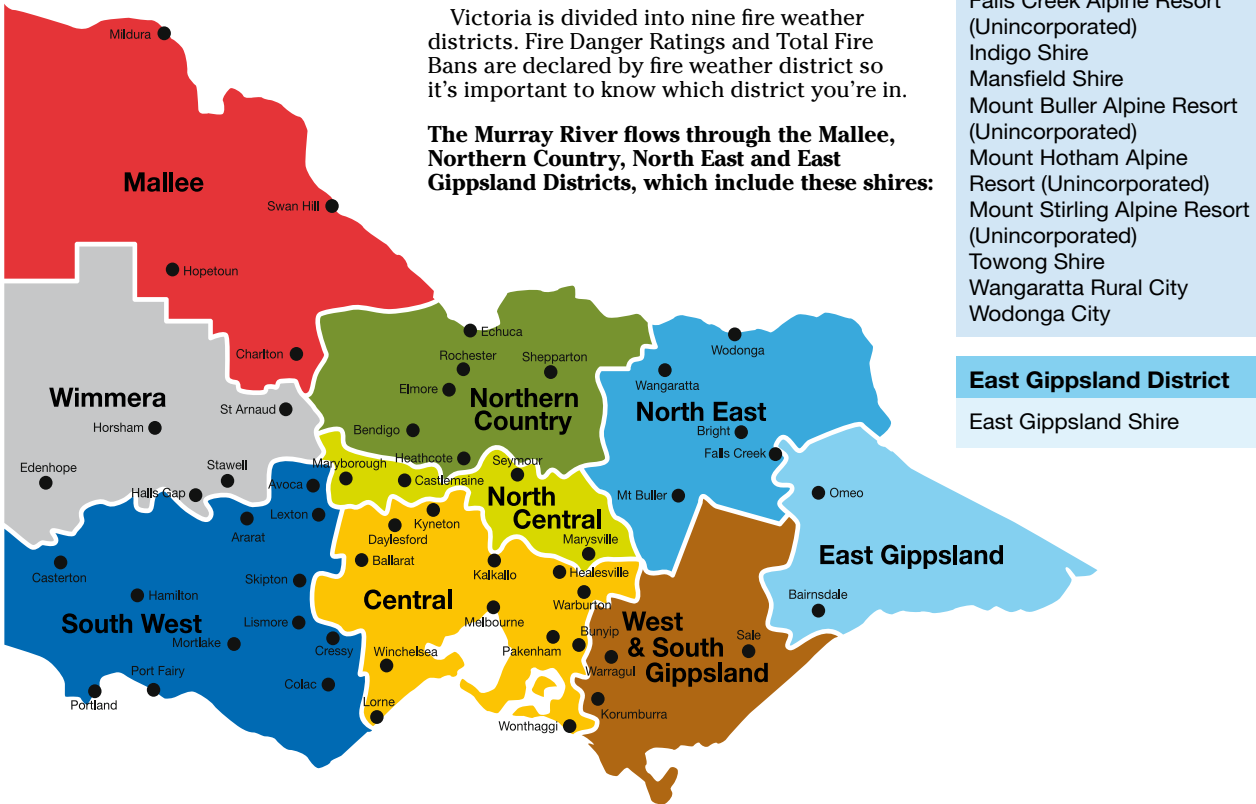 Victoria is divided into nine fire weather
districts. Fire Danger Ratings and Total Fire
Bans are declared by fire weather district so
it's important to know which district you're in.
The Murray River flows through the Mallee,
Northern Country, North East and East
Gippsland Districts, which include these shires:
Falls Creek Alpine Resort
(Unincorporated)
Indigo Shire
Mansfield Shire
Mount Buller Alpine Resort
(Unincorporated)
Mount Hotham Alpine
Resort (Unincorporated)
Mount Stirling Alpine Resort
(Unincorporated)
Towong Shire
Wangaratta Rural City
Wodonga City
East Gippsland District
East Gippsland Shire
Mildura
Mallee
Swan Hill
Hopetoun
Charlton
Wimmera
St Arnaud
Horsham
Edenhope
Stawell
Halls Gap
Echuca
Rochester
Shepparton
Elmore
Northern
Country
Bendigo
Heathcote
Wodonga
Wangaratta
North East
Bright
Falls Creek
Mt Buller
Maryborough
Castlemaine
Seymour
North
Central
Marysville
Avoca
Lexton
Ararat
Casterton
Skipton
Hamilton
South West
Lismore
Mortlake
Cressy
Port Fairy
Portland
Colac
Kyneton
Daylesford
Ballarat
Kalkallo
Healesville
Central
Warburton
Melbourne
Bunyip
Pakenham
Winchelsea
Lorne
Wonthaggi
West
& South
Gippsland
Sale
Warragul
Korumburra
Omeo
East Gippsland
Bairnsdale